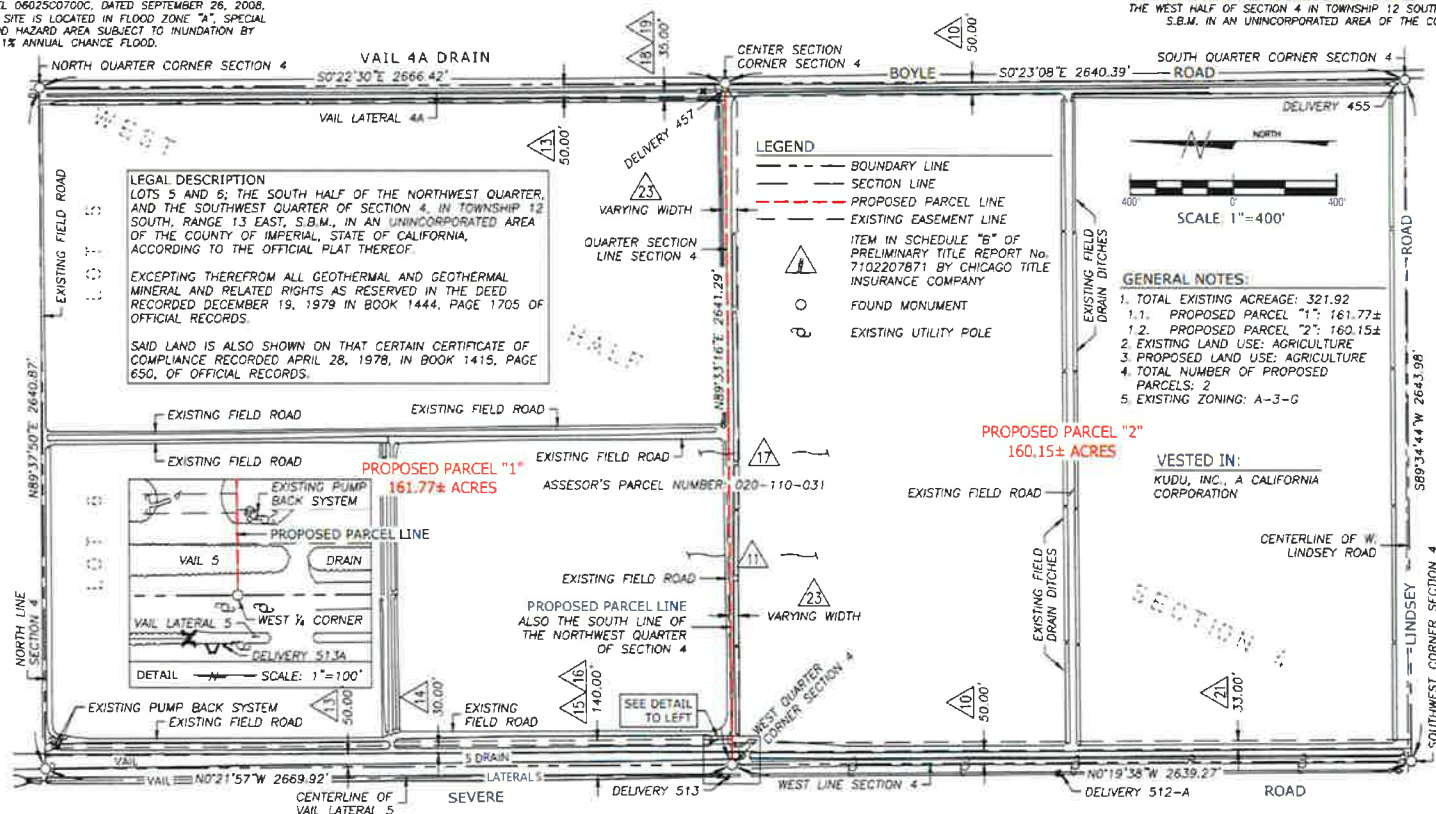 EL 06025C0700C, DATED SEPTEMBER 26, 2008,
SITE IS LOCATED IN FLOOD ZONE "A", SPECIAL
D HAZARD AREA SUBJECT TO INUNDATION BY
1% ANNUAL CHANCE FLOOD.
THE WEST HALF OF SECTION 4 IN TOWNSHIP 12 SOUT
S.B.M. IN AN UNINCORPORATED AREA OF THE CO
NORTH QUARTER CORNER SECTION 4
VAIL 4A DRAIN
S0°22'30"E 2666.42'
18
19
35.00'
CENTER SECTION
CORNER SECTION 4
10
50.00'
BOYLE
S0°23'08"E 2640.39'
ROAD
SOUTH QUARTER CORNER SECTION 4
VAIL LATERAL 4A
DELIVERY 457
DELIVERY 455
WEST
13
50.00'
23
VARYING WIDTH
QUARTER SECTION
LINE SECTION 4
EXISTING FIELD ROAD
LOT 5
LEGAL DESCRIPTION
LOTS 5 AND 6; THE SOUTH HALF OF THE NORTHWEST QUARTER,
AND THE SOUTHWEST QUARTER OF SECTION 4, IN TOWNSHIP 12
SOUTH, RANGE 13 EAST, S.B.M., IN AN UNINCORPORATED AREA
OF THE COUNTY OF IMPERIAL, STATE OF CALIFORNIA,
ACCORDING TO THE OFFICIAL PLAT THEREOF.
EXCEPTING THEREFROM ALL GEOTHERMAL AND GEOTHERMAL
MINERAL AND RELATED RIGHTS AS RESERVED IN THE DEED
RECORDED DECEMBER 19, 1979 IN BOOK 1444, PAGE 1705 OF
OFFICIAL RECORDS.
SAID LAND IS ALSO SHOWN ON THAT CERTAIN CERTIFICATE OF
COMPLIANCE RECORDED APRIL 28, 1978, IN BOOK 1415, PAGE
650, OF OFFICIAL RECORDS.
HALF
N89°33'16"E 2641.29'
LEGEND
BOUNDARY LINE
SECTION LINE
PROPOSED PARCEL LINE
EXISTING EASEMENT LINE
ITEM IN SCHEDULE "B" OF
PRELIMINARY TITLE REPORT No.
7102207871 BY CHICAGO TITLE
INSURANCE COMPANY
FOUND MONUMENT
EXISTING UTILITY POLE
EXISTING FIELD
DRAIN DITCHES
NORTH
400'
0'
400'
SCALE: 1"=400'
GENERAL NOTES:
1. TOTAL EXISTING ACREAGE: 321.92
1.1. PROPOSED PARCEL "1": 161.77±
1.2. PROPOSED PARCEL "2": 160.15±
2. EXISTING LAND USE: AGRICULTURE
3. PROPOSED LAND USE: AGRICULTURE
4. TOTAL NUMBER OF PROPOSED
PARCELS: 2
5. EXISTING ZONING: A-3-G
ROAD
S89°34'44"W 2643.98'
LINDSEY
N89°37'50"E 2640.87'
EXISTING FIELD ROAD
EXISTING FIELD ROAD
EXISTING FIELD ROAD
EXISTING FIELD ROAD
PROPOSED PARCEL "1"
161.77± ACRES
17
ASSESOR'S PARCEL NUMBER: 020-110-031
PROPOSED PARCEL "2"
160.15± ACRES
EXISTING FIELD ROAD
VESTED IN:
KUDU, INC., A CALIFORNIA
CORPORATION
CENTERLINE OF W.
LINDSEY ROAD
LOT 6
NORTH LINE
SECTION 4
EXISTING PUMP
BACK SYSTEM
PROPOSED PARCEL LINE
VAIL 5
DRAIN
VAIL LATERAL 5
WEST ¼ CORNER
DELIVERY 513A
DETAIL
N
SCALE: 1"=100'
11
EXISTING FIELD ROAD
23
VARYING WIDTH
PROPOSED PARCEL LINE
ALSO THE SOUTH LINE OF
THE NORTHWEST QUARTER
OF SECTION 4
EXISTING FIELD
DRAIN DITCHES
SECTION 4
SOUTHWEST CORNER SECTION 4
EXISTING PUMP BACK SYSTEM
EXISTING FIELD ROAD
13
50.00'
14
30.00'
EXISTING
FIELD ROAD
15
16
140.00'
SEE DETAIL
TO LEFT
WEST QUARTER
CORNER SECTION 4
10
50.00'
21
33.00'
VAIL
5 DRAIN
VAIL
N0°21'57"W 2669.92'
LATERAL 5
CENTERLINE OF
VAIL LATERAL 5
SEVERE
DELIVERY 513
WEST LINE SECTION 4
N0°19'38"W 2639.27'
DELIVERY 512-A
ROAD